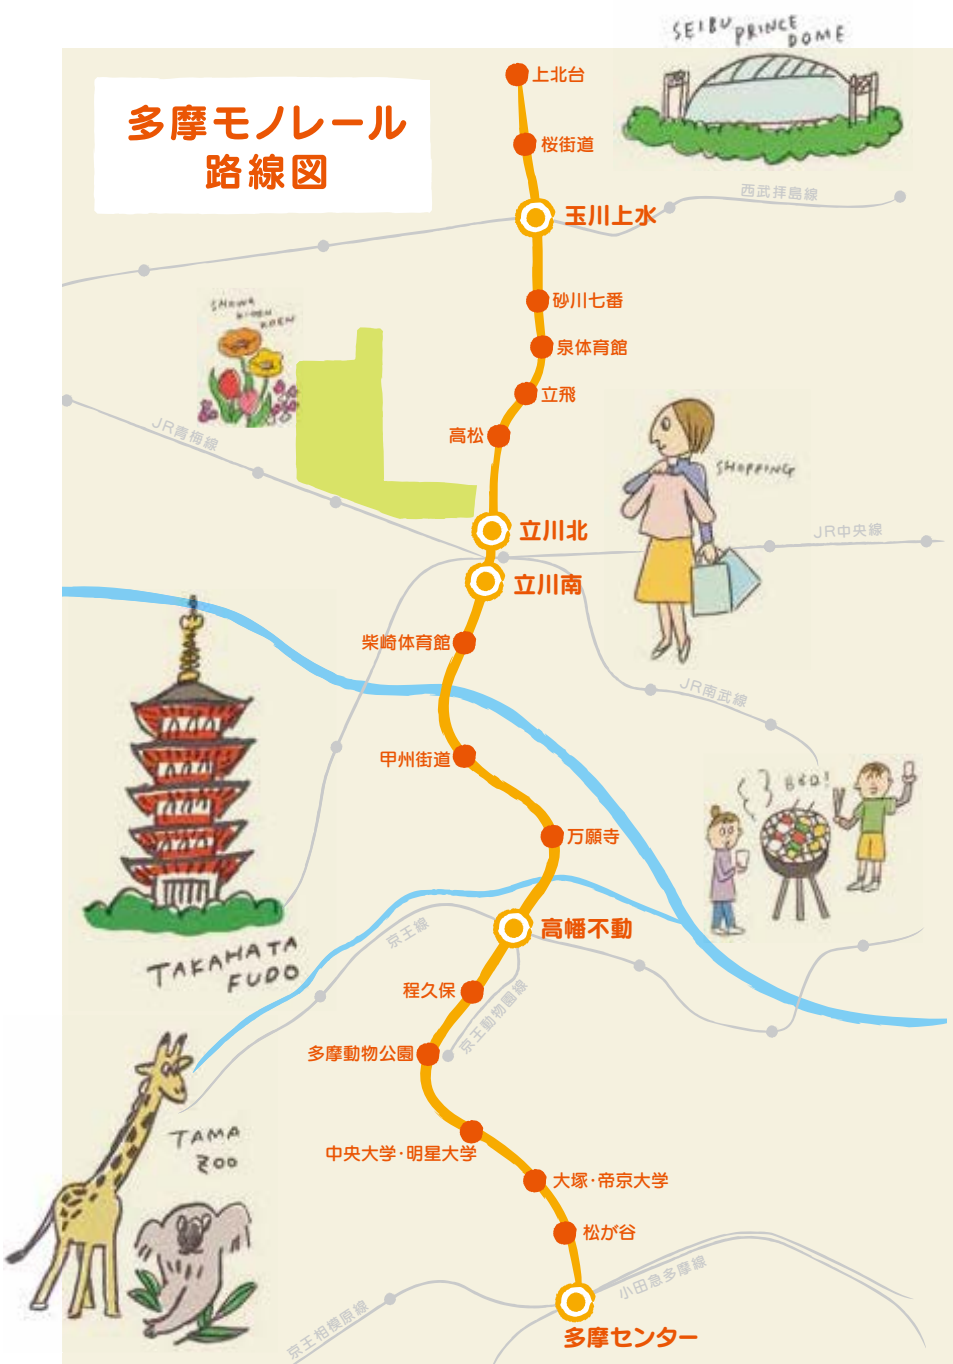 SEIBU PRINCE DOME
多摩モノレール
路線図
上北台
桜街道
西武拝島線
玉川上水
砂川七番
SHOWA
KINEN
KOEN
泉体育館
立飛
高松
JR青梅線
SHOPPING
立川北
JR中央線
立川南
柴崎体育館
JR南武線
甲州街道
BBQ!
万願寺
京王線
高幡不動
TAKAHATA
FUDO
程久保
京王動物園線
多摩動物公園
TAMA
ZOO
中央大学・明星大学
大塚・帝京大学
松が谷
小田急多摩線
京王相模原線
多摩センター